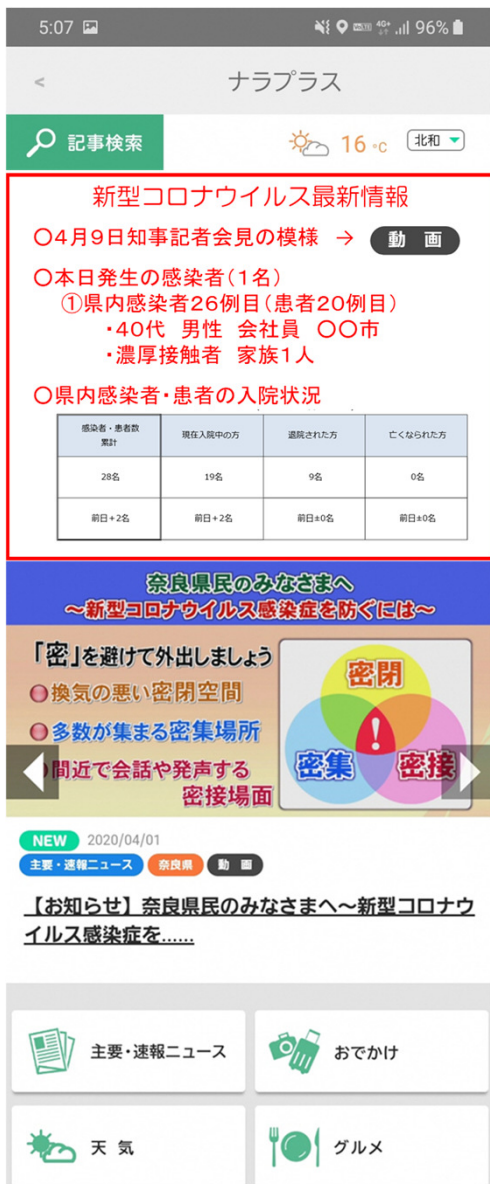 5:07 4G+ 96%
< ナラプラス
記事検索 16℃ 北和
新型コロナウイルス最新情報
〇4月9日知事記者会見の模様 → 動 画
〇本日発生の感染者(1名)
①県内感染者26例目(患者20例目)
・40代 男性 会社員 〇〇市
・濃厚接触者 家族1人
〇県内感染者・患者の入院状況
感染者・患者数
累計 現在入院中の方 退院された方 亡くなられた方
28名 19名 9名 0名
前日+2名 前日+2名 前日±0名 前日±0名
奈良県民のみなさまへ
~新型コロナウイルス感染症を防ぐには~
「密」を避けて外出しましょう
換気の悪い密閉空間
多数が集まる密集場所
間近で会話や発声する
密接場面
密閉
密集 ! 密接
NEW 2020/04/01
主要・速報ニュース 奈良県 動 画
【お知らせ】奈良県民のみなさまへ~新型コロナウ
イルス感染症を......
主要・速報ニュース おでかけ
天 気 グルメ